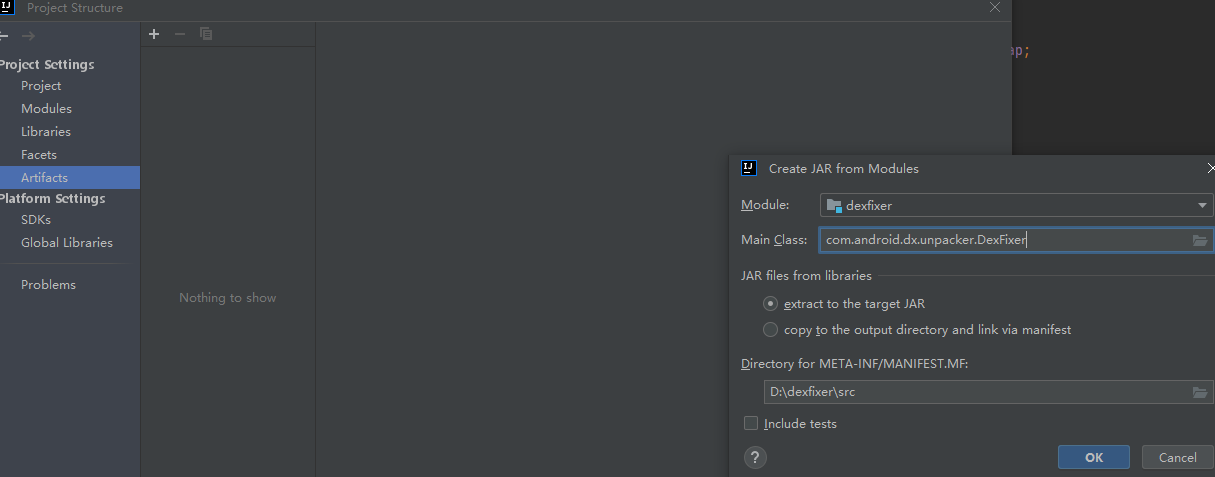 IJ Project Structure
ap;
Project Settings
Project
Modules
Libraries
Facets
Artifacts
Platform Settings
SDKs
Global Libraries
Problems
Nothing to show
IJ Create JAR from Modules
Module: dexfixer
Main Class: com.android.dx.unpacker.DexFixer
JAR files from libraries
extract to the target JAR
copy to the output directory and link via manifest
Directory for META-INF/MANIFEST.MF:
D:\dexfixer\src
Include tests
? OK Cancel